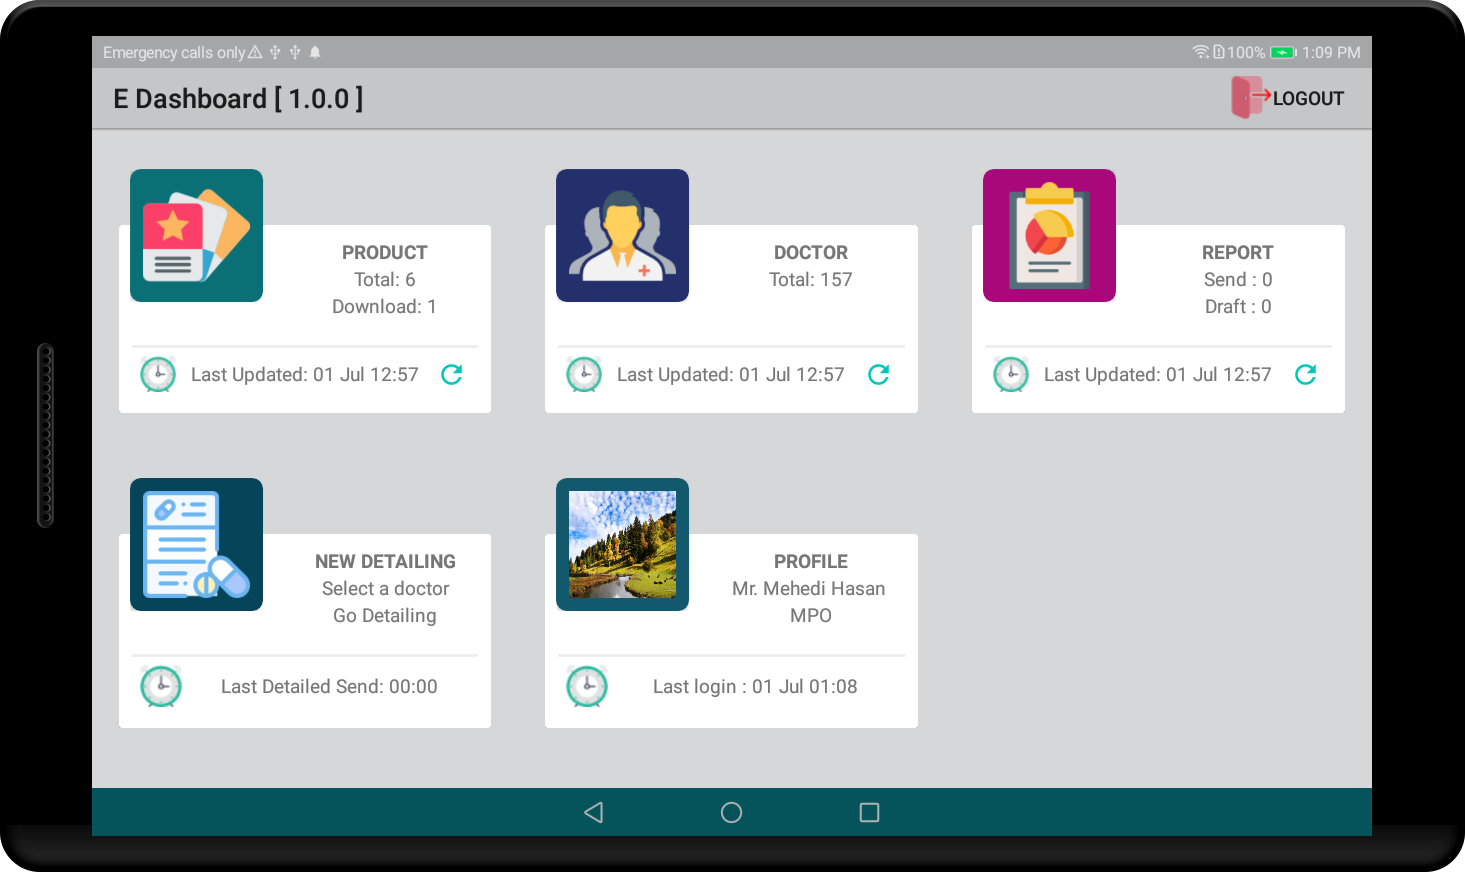 Emergency calls only
100% 1:09 PM
E Dashboard [ 1.0.0 ]
LOGOUT
PRODUCT
Total: 6
Download: 1
Last Updated: 01 Jul 12:57
DOCTOR
Total: 157
Last Updated: 01 Jul 12:57
REPORT
Send : 0
Draft : 0
Last Updated: 01 Jul 12:57
NEW DETAILING
Select a doctor
Go Detailing
Last Detailed Send: 00:00
PROFILE
Mr. Mehedi Hasan
MPO
Last login : 01 Jul 01:08